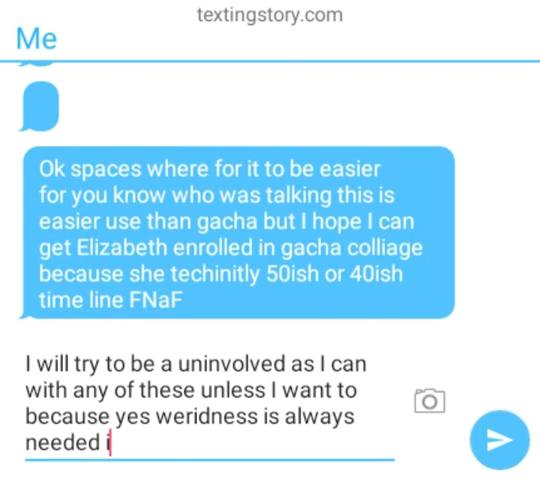 textingstory.com
Me
Ok spaces where for it to be easier
for you know who was talking this is
easier use than gacha but I hope I can
get Elizabeth enrolled in gacha colliage
because she techinitly 50ish or 40ish
time line FNaF
I will try to be a uninvolved as I can
with any of these unless I want to
because yes weridness is always
needed i